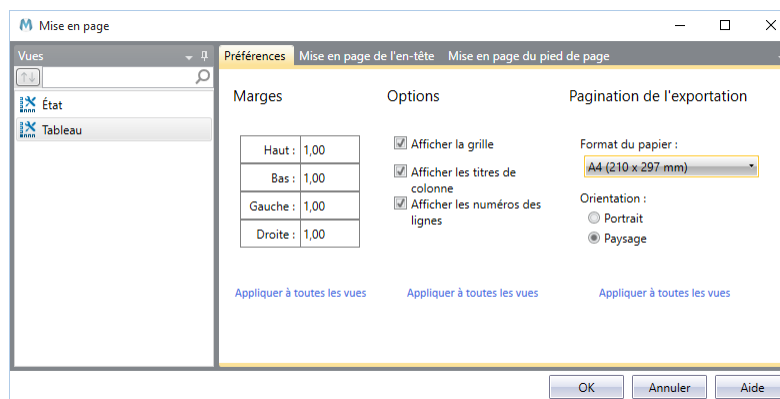 Mise en page
Vues
Préférences Mise en page de l'en-tête Mise en page du pied de page
État
Tableau
Marges
Haut : 1,00
Bas : 1,00
Gauche : 1,00
Droite : 1,00
Appliquer à toutes les vues
Options
Afficher la grille
Afficher les titres de
colonne
Afficher les numéros des
lignes
Appliquer à toutes les vues
Pagination de l'exportation
Format du papier :
A4 (210 x 297 mm)
Orientation :
Portrait
Paysage
Appliquer à toutes les vues
OK Annuler Aide